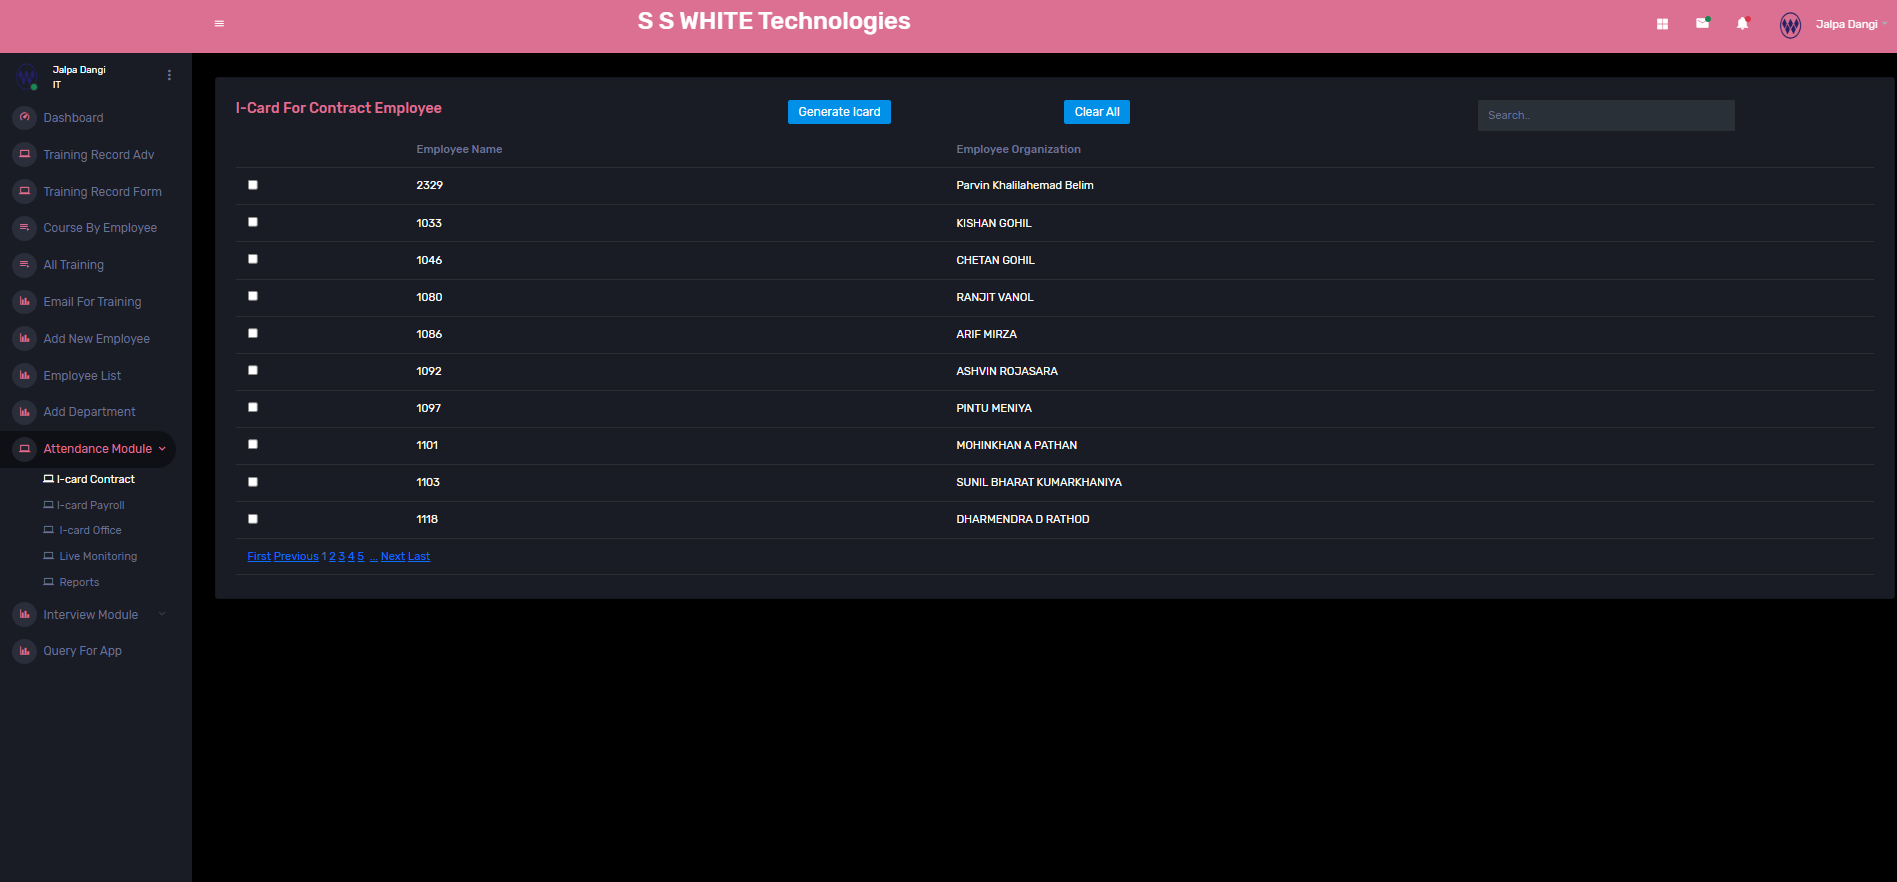 S S WHITE Technologies
Jalpa Dangi
Jalpa Dangi
IT
Dashboard
Training Record Adv
Training Record Form
Course By Employee
All Training
Email For Training
Add New Employee
Employee List
Add Department
Attendance Module
I-card Contract
I-card Payroll
I-card Office
Live Monitoring
Reports
Interview Module
Query For App
I-Card For Contract Employee
Generate Icard
Clear All
Search..
Employee Name Employee Organization
2329 Parvin Khalilahemad Belim
1033 KISHAN GOHIL
1046 CHETAN GOHIL
1080 RANJIT VANOL
1086 ARIF MIRZA
1092 ASHVIN ROJASARA
1097 PINTU MENIYA
1101 MOHINKHAN A PATHAN
1103 SUNIL BHARAT KUMARKHANIYA
1118 DHARMENDRA D RATHOD
First Previous 1 2 3 4 5 ... Next Last